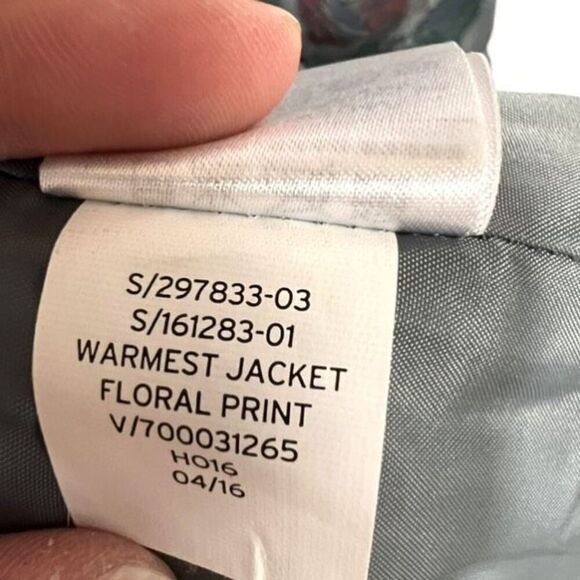 S/297833-03
S/161283-01
WARMEST JACKET
FLORAL PRINT
V/700031265
HO16
04/16